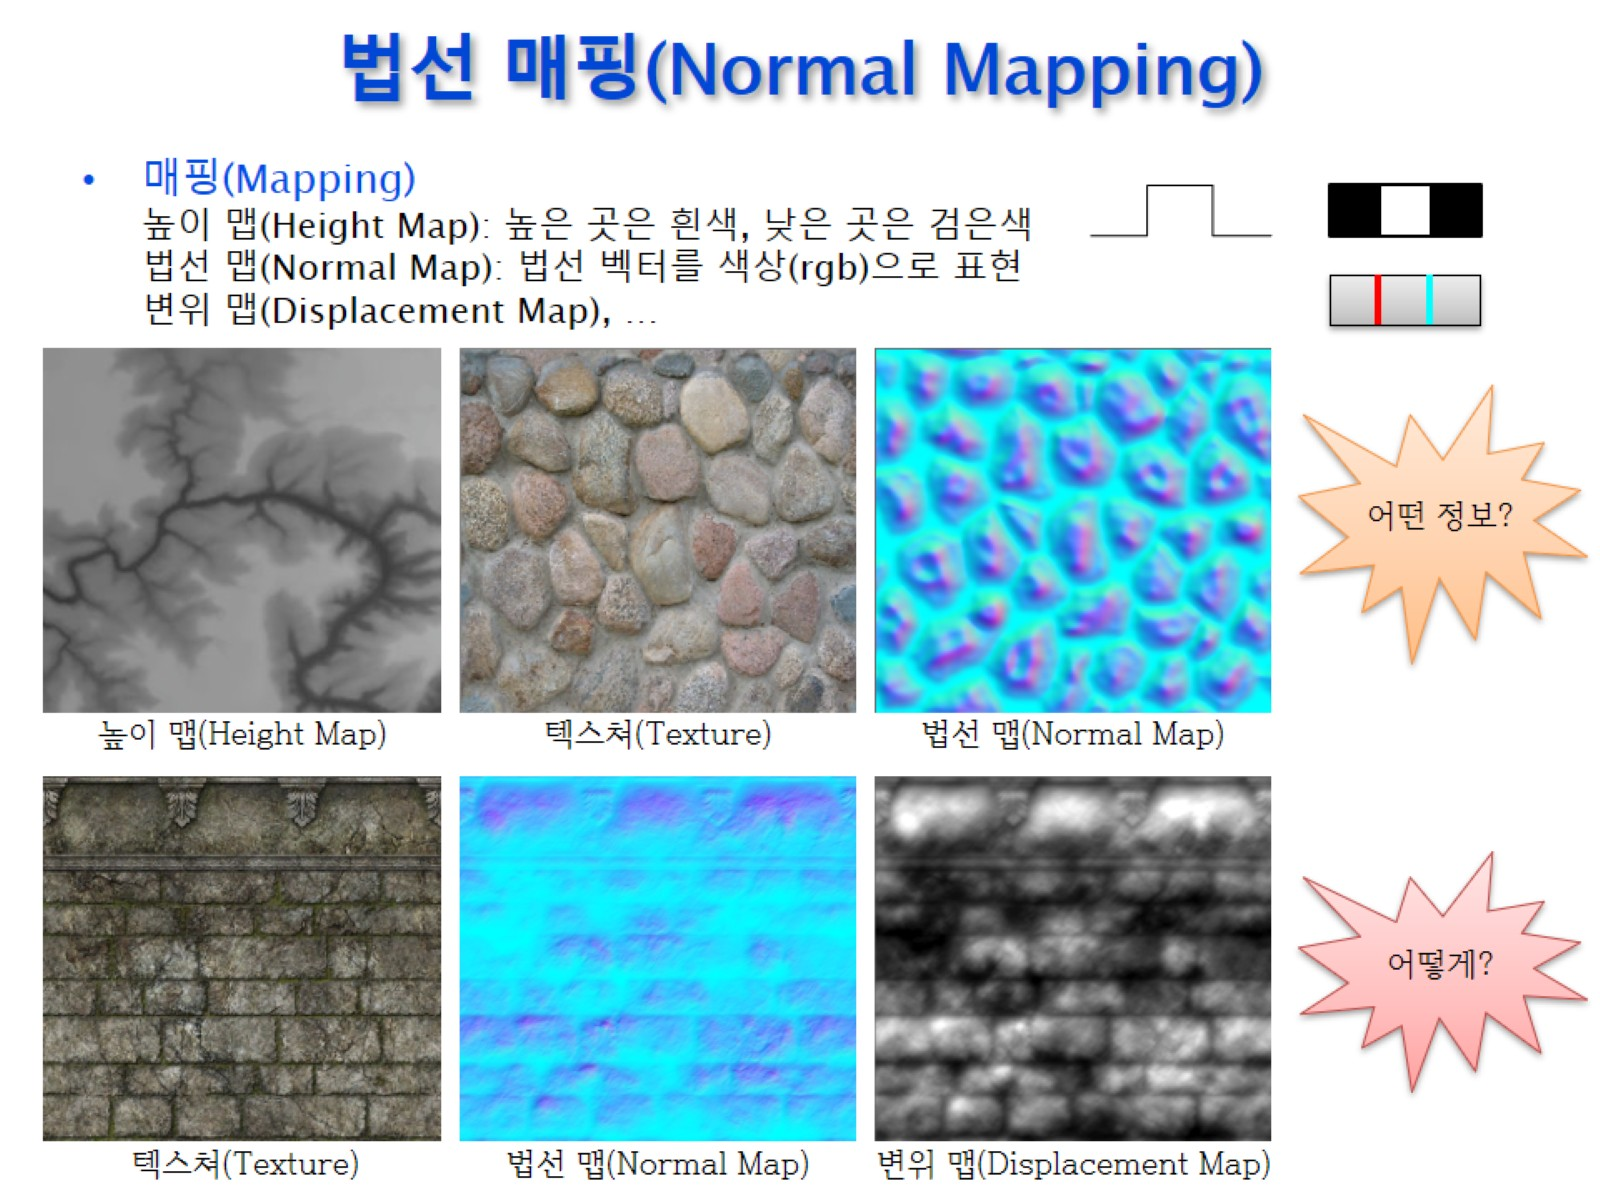 법선 매핑(Normal Mapping)
• 매핑(Mapping)
높이 맵(Height Map): 높은 곳은 흰색, 낮은 곳은 검은색
법선 맵(Normal Map): 법선 벡터를 색상(rgb)으로 표현
변위 맵(Displacement Map), …
어떤 정보?
높이 맵(Height Map)
텍스쳐(Texture)
법선 맵(Normal Map)
어떻게?
텍스쳐(Texture)
법선 맵(Normal Map)
변위 맵(Displacement Map)